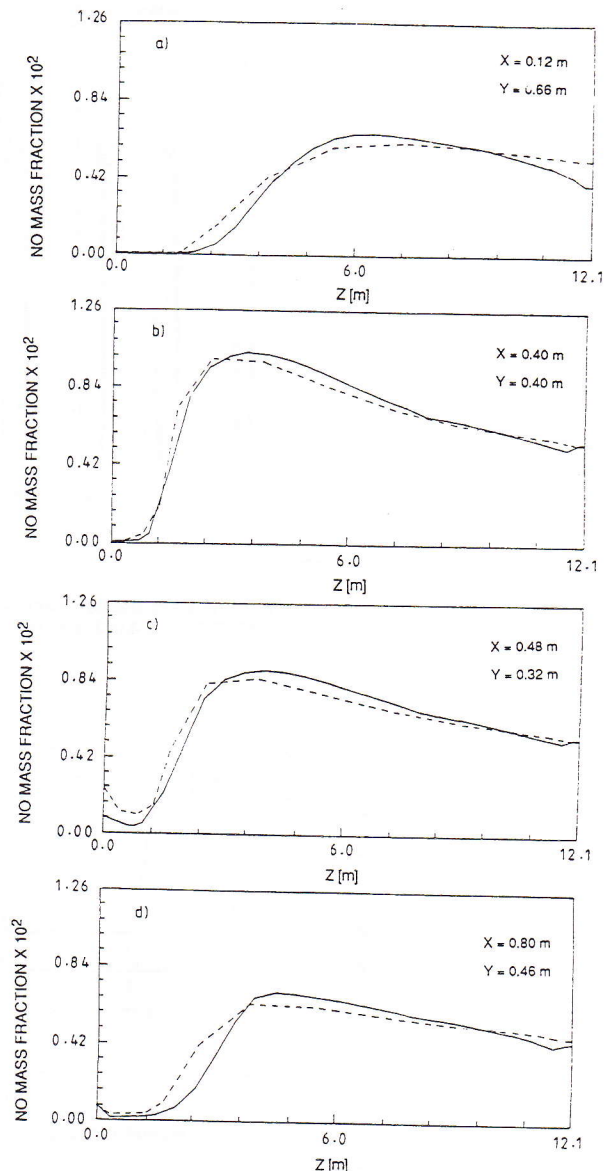 NO MASS FRACTION X 10²
1.26
0.84
0.42
0.00
a)
X = 0.12 m
Y = 0.66 m
0.0
6.0
12.1
Z [m]
NO MASS FRACTION X 10²
1.26
0.84
0.42
0.00
b)
X = 0.40 m
Y = 0.40 m
0.0
6.0
12.1
Z [m]
NO MASS FRACTION X 10²
1.26
0.84
0.42
0.00
c)
X = 0.48 m
Y = 0.32 m
0.0
6.0
12.1
Z [m]
NO MASS FRACTION X 10²
1.26
0.84
0.42
0.00
d)
X = 0.80 m
Y = 0.46 m
0.0
6.0
12.1
Z [m]